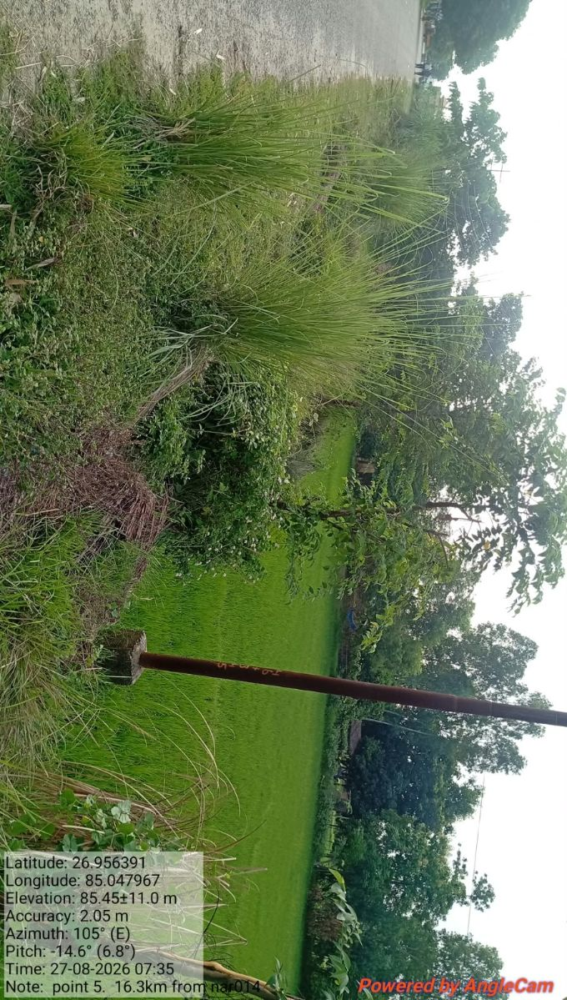 Latitude: 26.956391
Longitude: 85.047967
Elevation: 85.45±11.0 m
Accuracy: 2.05 m
Azimuth: 105° (E)
Pitch: -14.6° (6.8°)
Time: 27-08-2026 07:35
Note: point 5. 16.3km from nar014
Powered by AngleCam